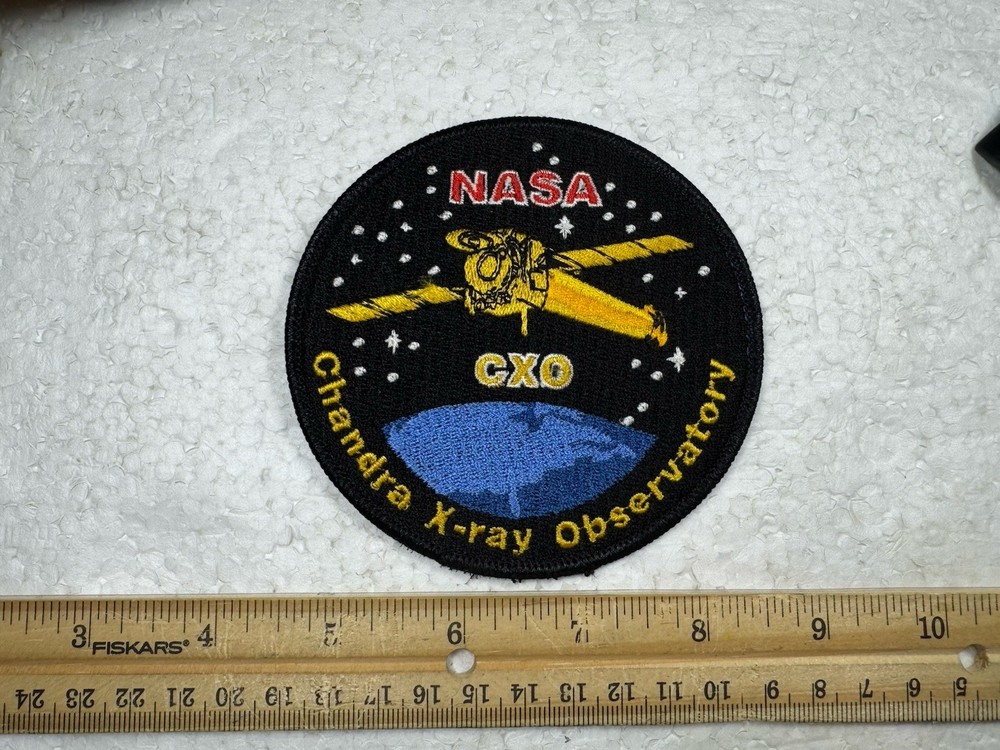 NASA
CXO
Chandra X-ray Observatory
3 4 5 6 7 8 9 10
FISKARS®
24 23 22 21 20 19 18 17 16 15 14 13 12 11 10 9 8 7 6 5